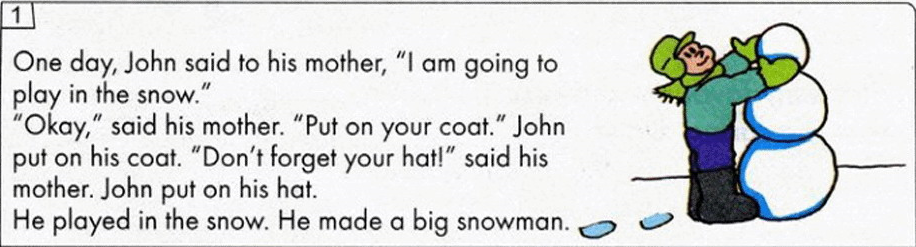 1
One day, John said to his mother, “I am going to
play in the snow.”
“Okay,” said his mother. “Put on your coat.” John
put on his coat. “Don’t forget your hat!” said his
mother. John put on his hat.
He played in the snow. He made a big snowman.